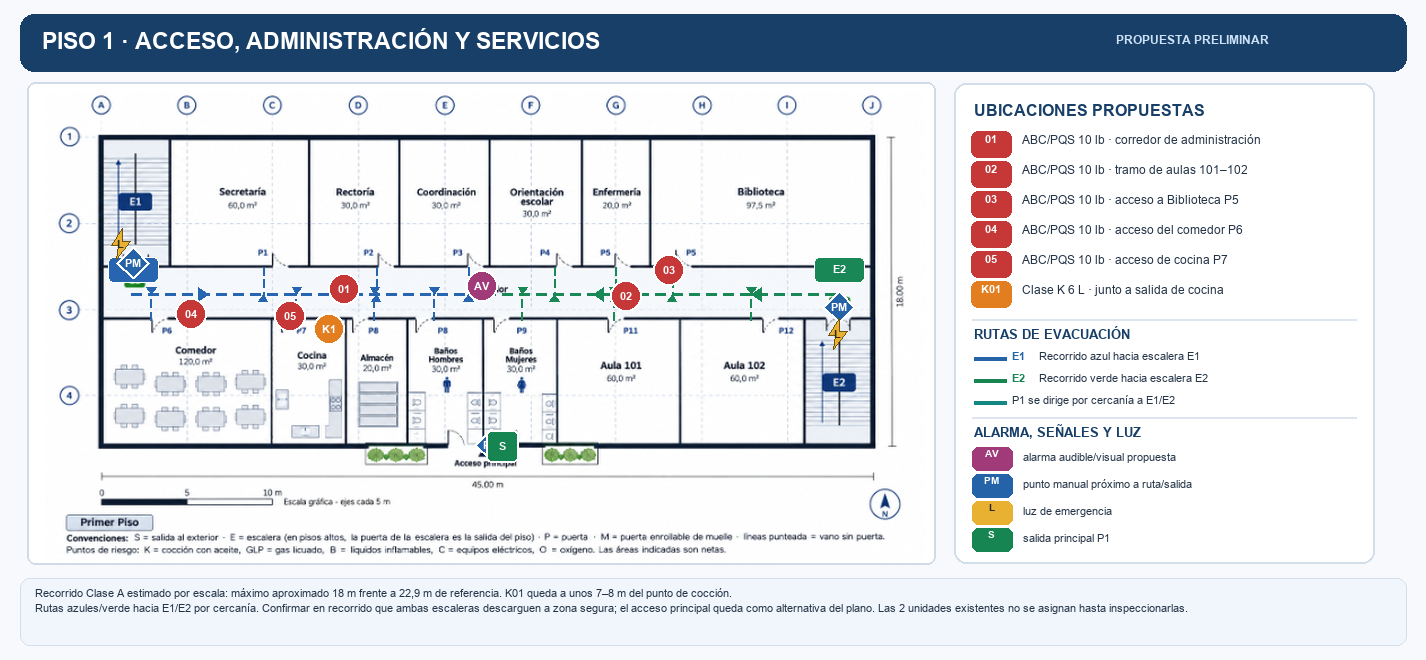 PISO 1 · ACCESO, ADMINISTRACIÓN Y SERVICIOS
PROPUESTA PRELIMINAR
A B C D E F G H I J
1
2
3
4
E1
Secretaría
60,0 m²
Rectoría
30,0 m²
Coordinación
30,0 m²
Orientación
escolar
30,0 m²
Enfermería
20,0 m²
Biblioteca
97,5 m²
P1 P2 P3 P4 P5 P5
PM
E2
03
01
AV
or
02
PM
04
05
K1
P6 P7 P8 P8 P9 P11 P12
Comedor
120,0 m²
Cocina
30,0 m²
Almacén
20,0 m²
Baños
Hombres
30,0 m²
Baños
Mujeres
30,0 m²
Aula 101
60,0 m²
Aula 102
60,0 m²
E2
18.00 m
S
Acceso principal
45.00 m
0 5 10 m
Escala gráfica - ejes cada 5 m
N
Primer Piso
Convenciones: S = salida al exterior · E = escalera (en pisos altos, la puerta de la escalera es la salida del piso) · P = puerta · M = puerta enrollable de muelle · líneas punteada = vano sin puerta.
Puntos de riesgo: K = cocción con aceite, GLP = gas licuado, B = líquidos inflamables, C = equipos eléctricos, O = oxígeno. Las áreas indicadas son netas.
UBICACIONES PROPUESTAS
01 ABC/PQS 10 lb · corredor de administración
02 ABC/PQS 10 lb · tramo de aulas 101–102
03 ABC/PQS 10 lb · acceso a Biblioteca P5
04 ABC/PQS 10 lb · acceso del comedor P6
05 ABC/PQS 10 lb · acceso de cocina P7
K01 Clase K 6 L · junto a salida de cocina
RUTAS DE EVACUACIÓN
E1 Recorrido azul hacia escalera E1
E2 Recorrido verde hacia escalera E2
P1 se dirige por cercanía a E1/E2
ALARMA, SEÑALES Y LUZ
AV alarma audible/visual propuesta
PM punto manual próximo a ruta/salida
L luz de emergencia
S salida principal P1
Recorrido Clase A estimado por escala: máximo aproximado 18 m frente a 22,9 m de referencia. K01 queda a unos 7–8 m del punto de cocción.
Rutas azules/verde hacia E1/E2 por cercanía. Confirmar en recorrido que ambas escaleras descarguen a zona segura; el acceso principal queda como alternativa del plano. Las 2 unidades existentes no se asignan hasta inspeccionarlas.